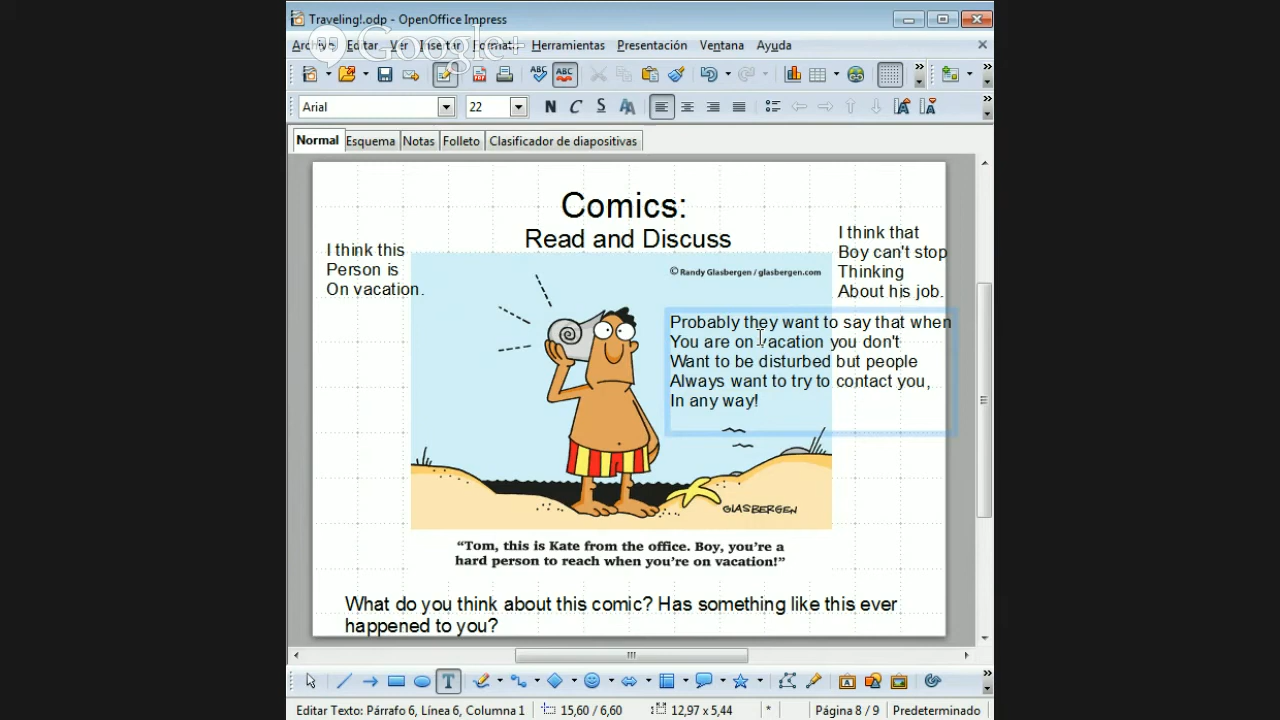 Traveling!.odp - OpenOffice Impress
Archivo Editar Ver Insertar Formato Herramientas Presentación Ventana Ayuda
Google+
Arial 22 N C S
Normal Esquema Notas Folleto Clasificador de diapositivas
Comics:
Read and Discuss
I think this
Person is
On vacation.
I think that
Boy can't stop
Thinking
About his job.
© Randy Glasbergen / glasbergen.com
Probably they want to say that when
You are on vacation you don't
Want to be disturbed but people
Always want to try to contact you,
In any way!
GLASBERGEN
“Tom, this is Kate from the office. Boy, you're a
hard person to reach when you're on vacation!”
What do you think about this comic? Has something like this ever
happened to you?
Editar Texto: Párrafo 6, Línea 6, Columna 1 15,60 / 6,60 12,97 x 5,44 * Página 8 / 9 Predeterminado